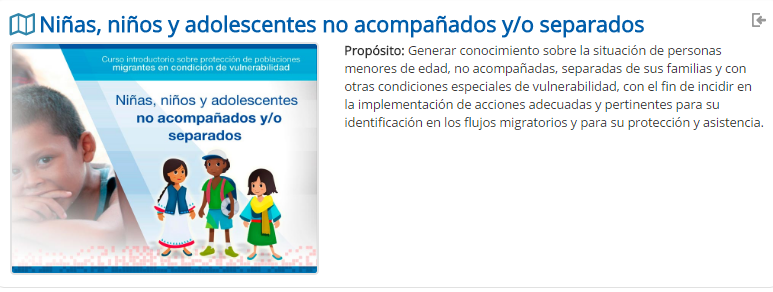 Niñas, niños y adolescentes no acompañados y/o separados
Curso introductorio sobre protección de poblaciones
migrantes en condición de vulnerabilidad
Niñas, niños y adolescentes
no acompañados y/o
separados
Propósito: Generar conocimiento sobre la situación de personas
menores de edad, no acompañadas, separadas de sus familias y con
otras condiciones especiales de vulnerabilidad, con el fin de incidir en
la implementación de acciones adecuadas y pertinentes para su
identificación en los flujos migratorios y para su protección y asistencia.